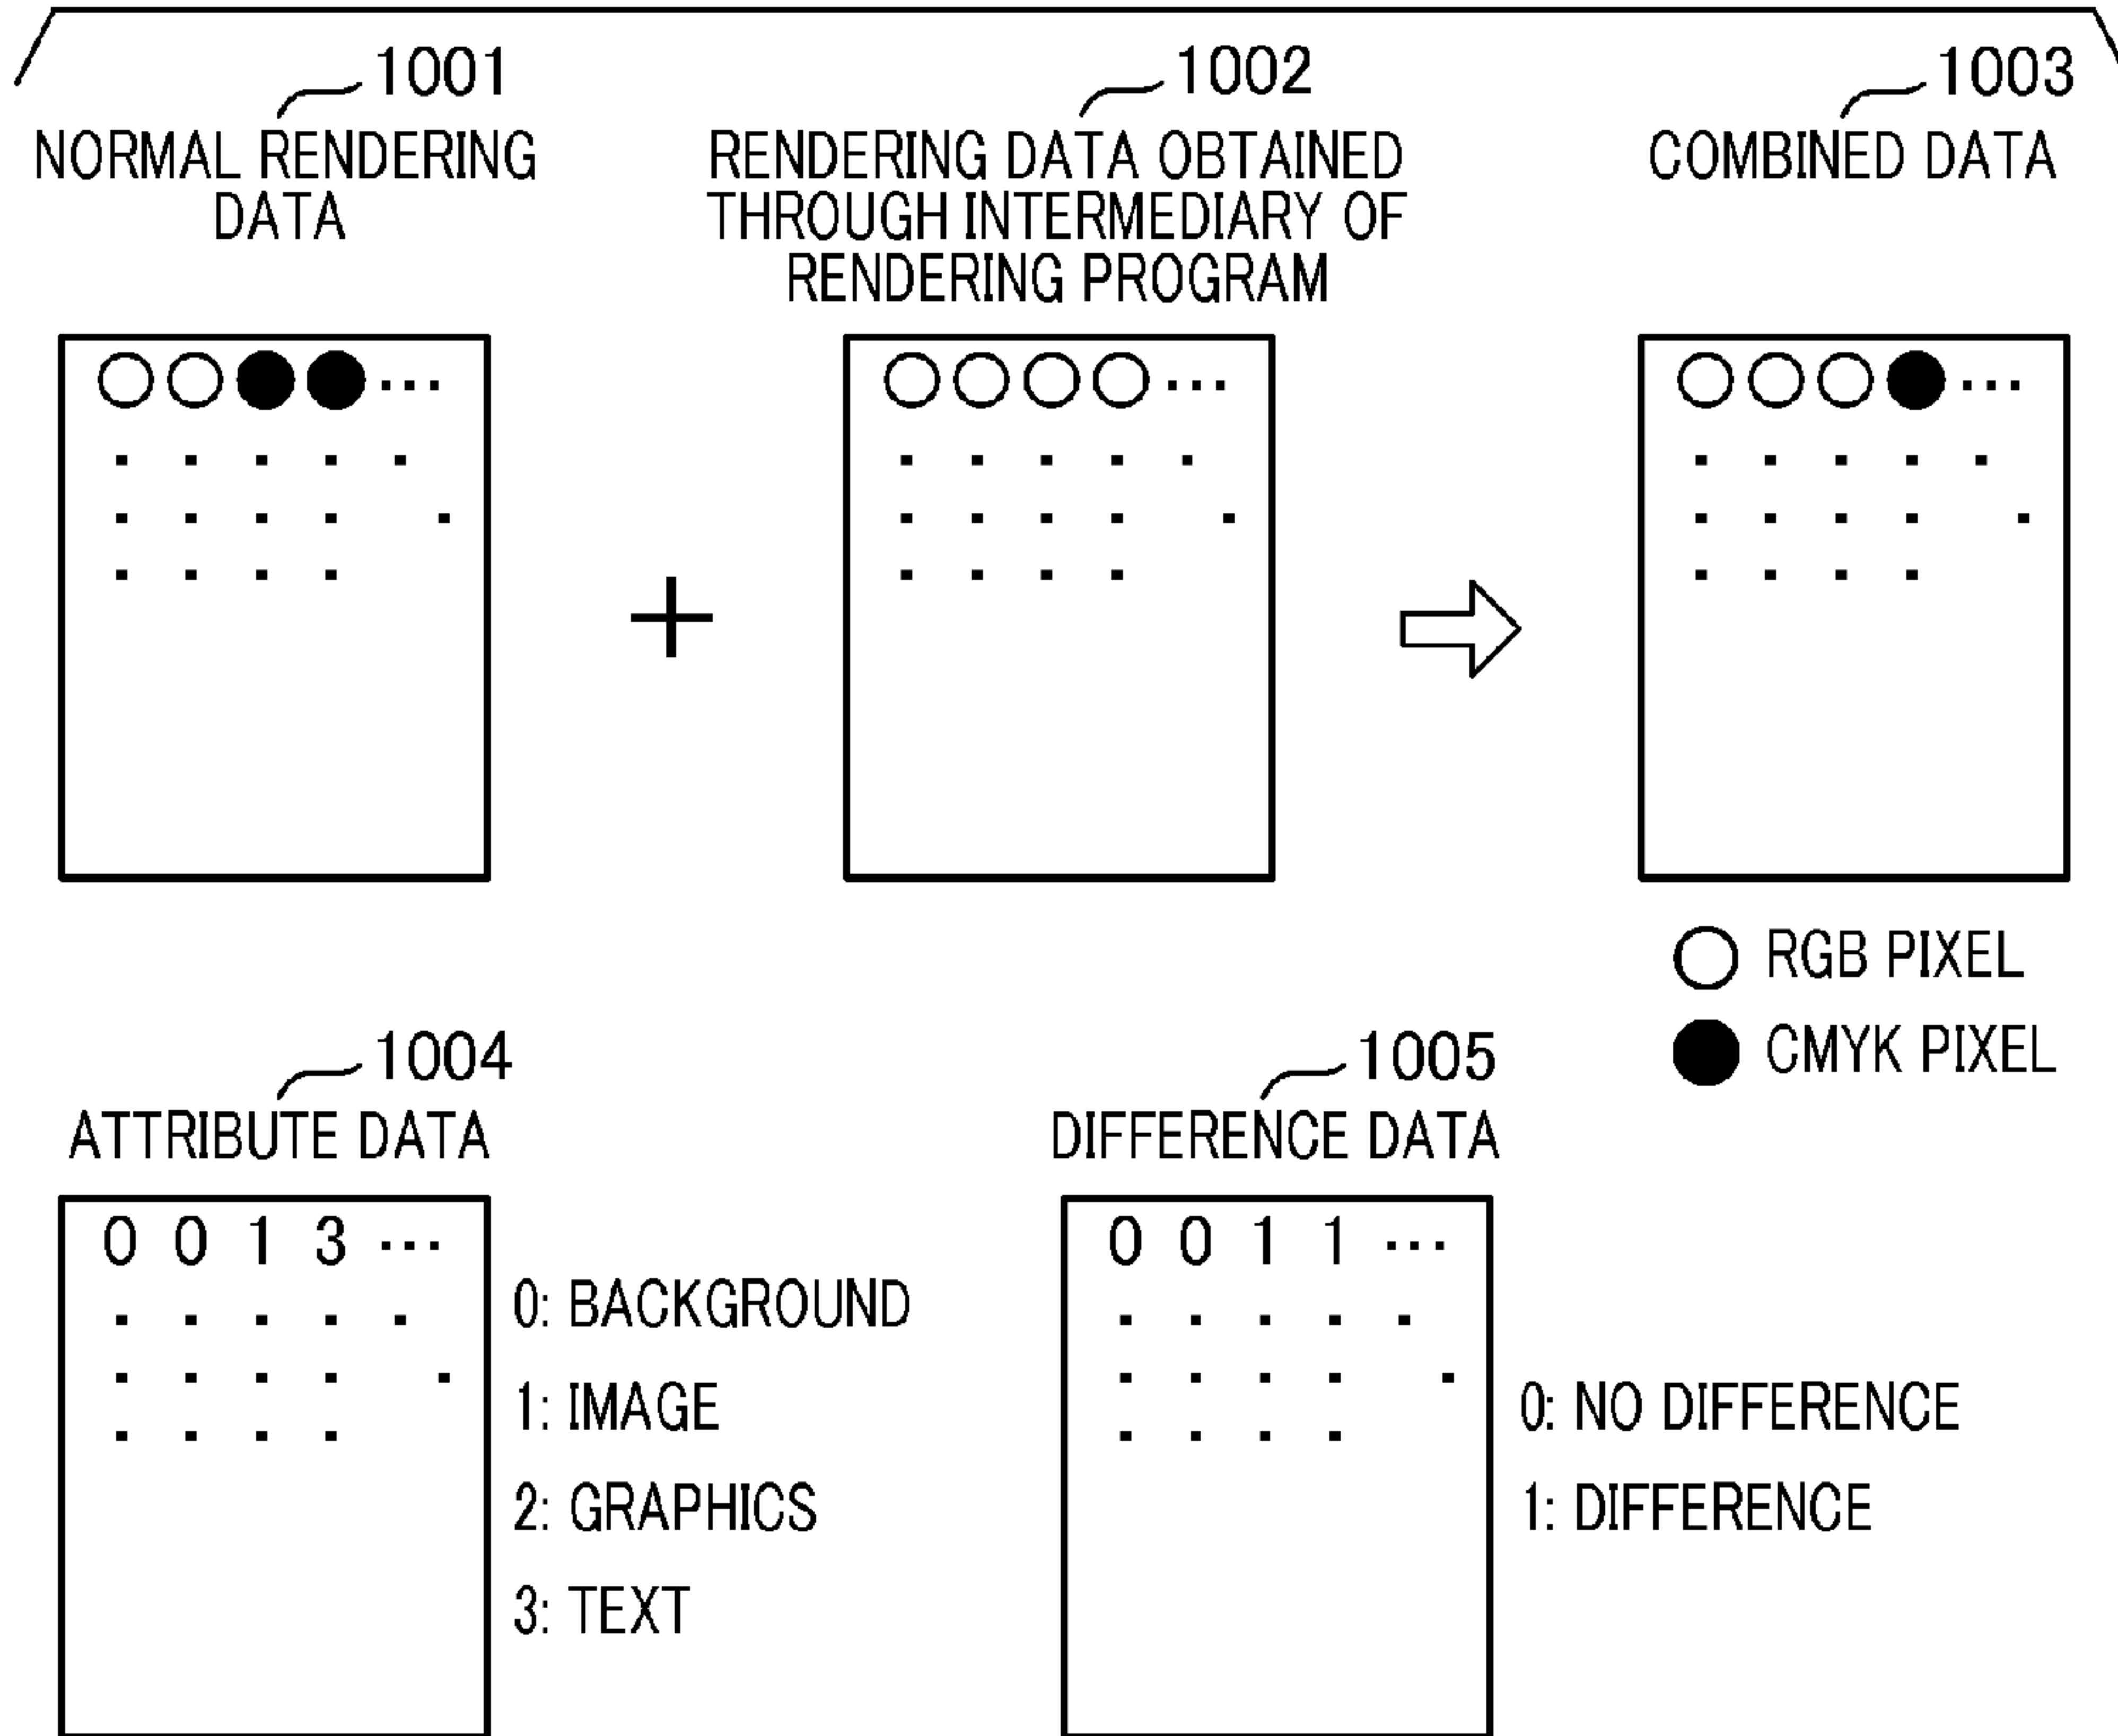 1001
NORMAL RENDERING
DATA
1002
RENDERING DATA OBTAINED
THROUGH INTERMEDIARY OF
RENDERING PROGRAM
1003
COMBINED DATA
...
...
...
+
RGB PIXEL
CMYK PIXEL
1004
ATTRIBUTE DATA
0 0 1 3 ...
0: BACKGROUND
1: IMAGE
2: GRAPHICS
3: TEXT
1005
DIFFERENCE DATA
0 0 1 1 ...
0: NO DIFFERENCE
1: DIFFERENCE